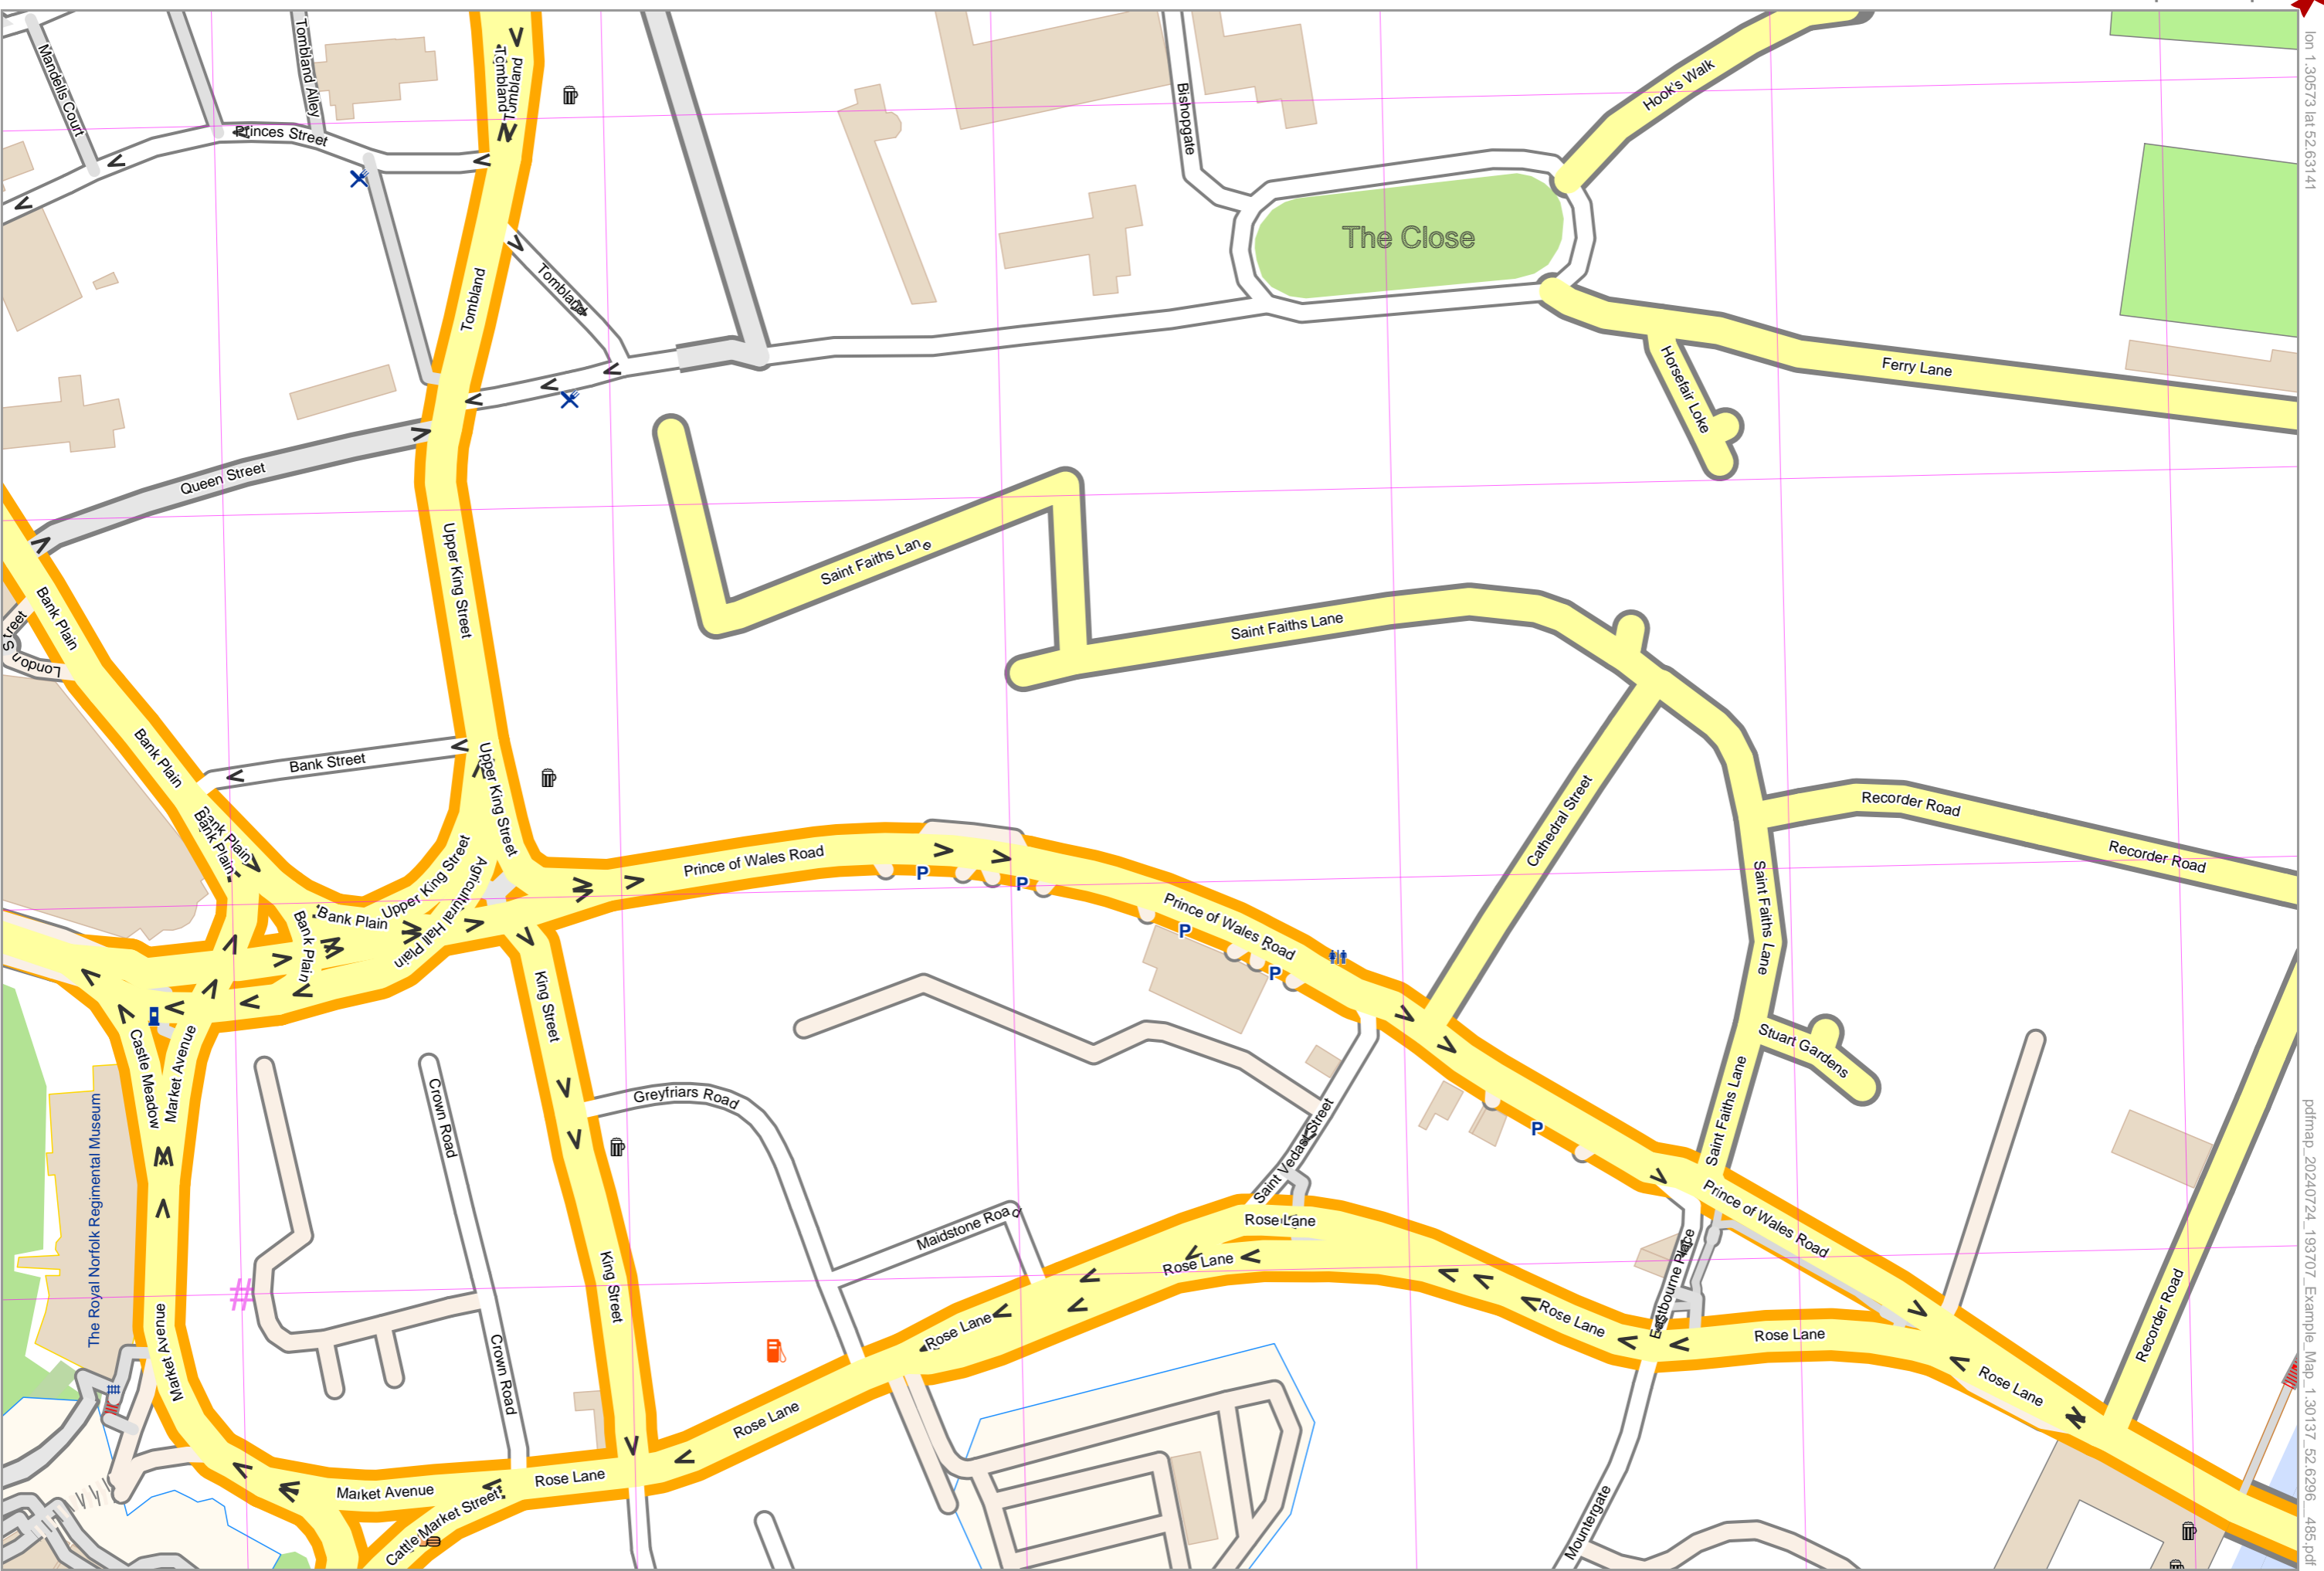 Mandells Court
Tombland Alley
Princes Street
Tombland
Tombland
Tombland
Tombland
Bishopgate
Hook's Walk
The Close
Ferry Lane
Horsefair Loke
Queen Street
Upper King Street
Bank Plain
London Street
Saint Faiths Lane
Saint Faiths Lane
Bank Plain
Bank Street
Upper King Street
Bank Plain
Bank Plain
Bank Plain
Bank Plain
Upper King Street
Agricultural Hall Plain
Prince of Wales Road
P
P
P
P
P
Prince of Wales Road
Cathedral Street
Recorder Road
Recorder Road
Saint Faiths Lane
Stuart Gardens
Saint Faiths Lane
King Street
Castle Meadow
Market Avenue
The Royal Norfolk Regimental Museum
Crown Road
Greyfriars Road
Saint Vedast Street
Maidstone Road
Rose Lane
Rose Lane
Prince of Wales Road
Eastbourne Place
King Street
Rose Lane
Rose Lane
Rose Lane
Rose Lane
Recorder Road
#
Market Avenue
Crown Road
Rose Lane
Rose Lane
Market Avenue
Cattle Market Street
Mountergate
lon 1.30573 lat 52.63141
pdfmap_20240724_193707_Example_Map_1.30137_52.6296__485.pdf